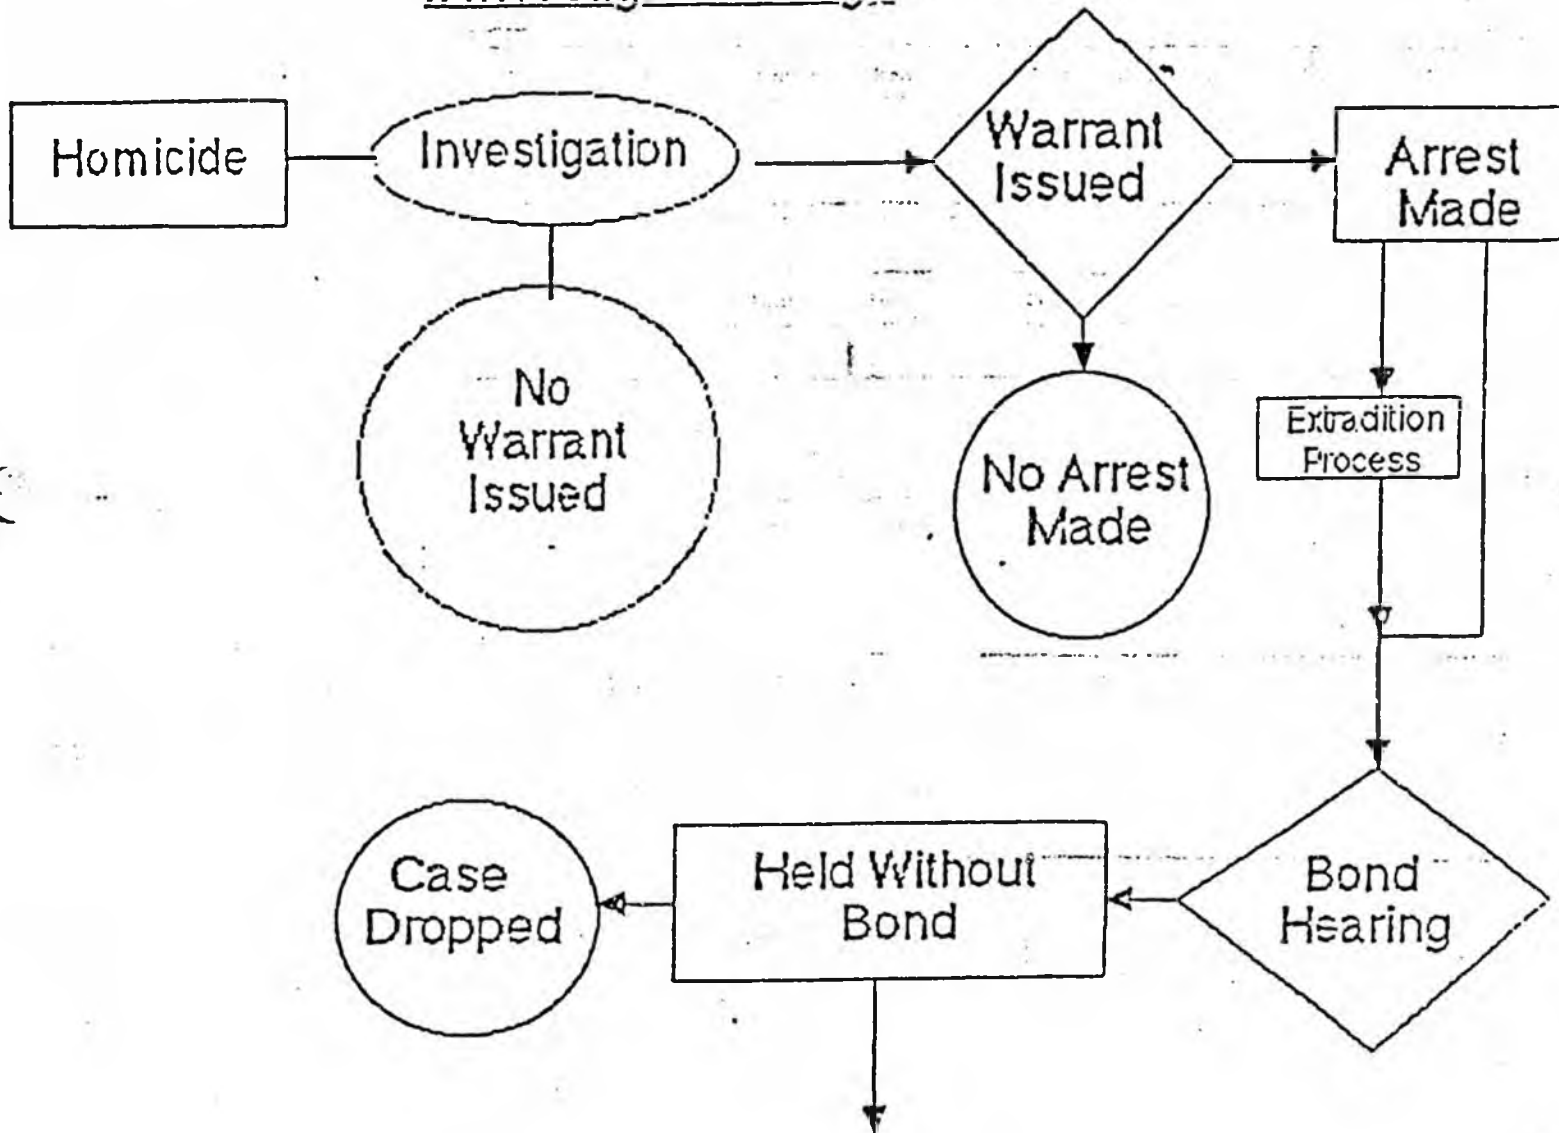 Homicide
Investigation
Warrant
Issued
Arrest
Made
No
Warrant
Issued
No Arrest
Made
Extradition
Process
Case
Dropped
Held Without
Bond
Bond
Hearing